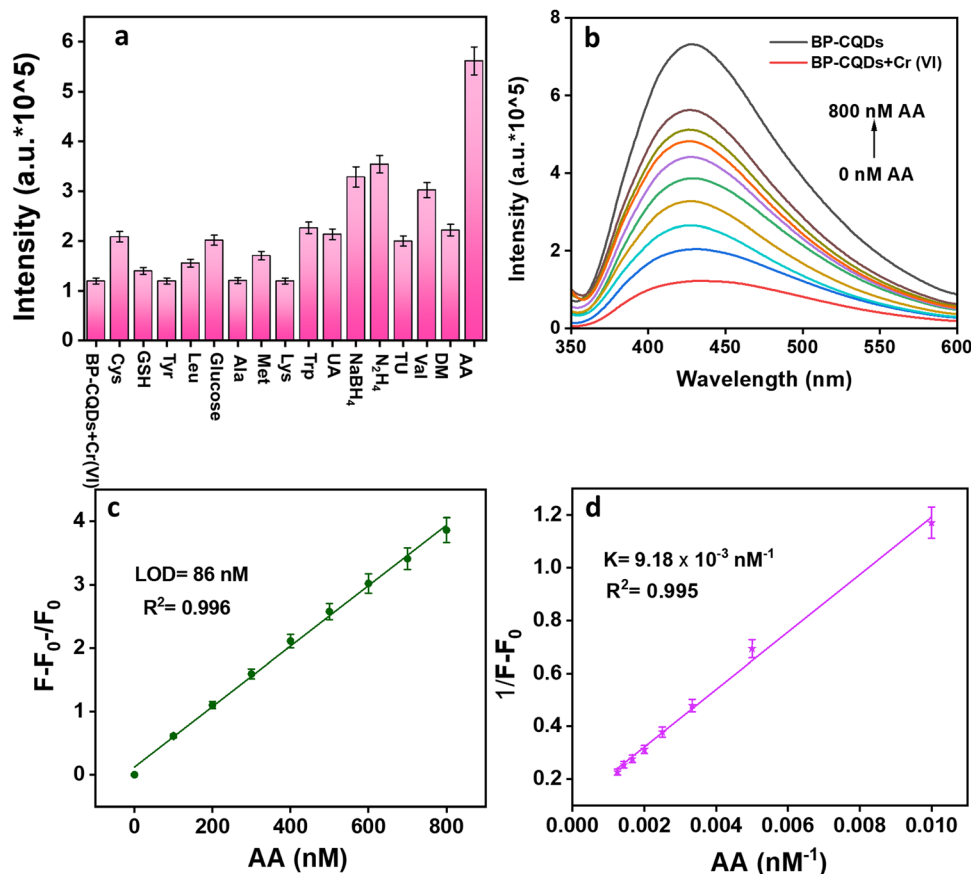 a
Intensity (a.u.*10^5)
6
5
4
3
2
1
0
BP-CQDs+Cr(VI)
Cys
GSH
Tyr
Leu
Glucose
Ala
Met
Lys
Trp
UA
NaBH₄
N₂H₄
TU
Val
DM
AA
b
Intensity (a.u.*10^5)
8
6
4
2
0
BP-CQDs
BP-CQDs+Cr (VI)
800 nM AA
0 nM AA
350 400 450 500 550 600
Wavelength (nm)
c
F-F₀-/F₀
4
3
2
1
0
LOD= 86 nM
R²= 0.996
0 200 400 600 800
AA (nM)
d
1/F-F₀
1.2
1.0
0.8
0.6
0.4
0.2
K= 9.18 x 10⁻³ nM⁻¹
R²= 0.995
0.000 0.002 0.004 0.006 0.008 0.010
AA (nM⁻¹)